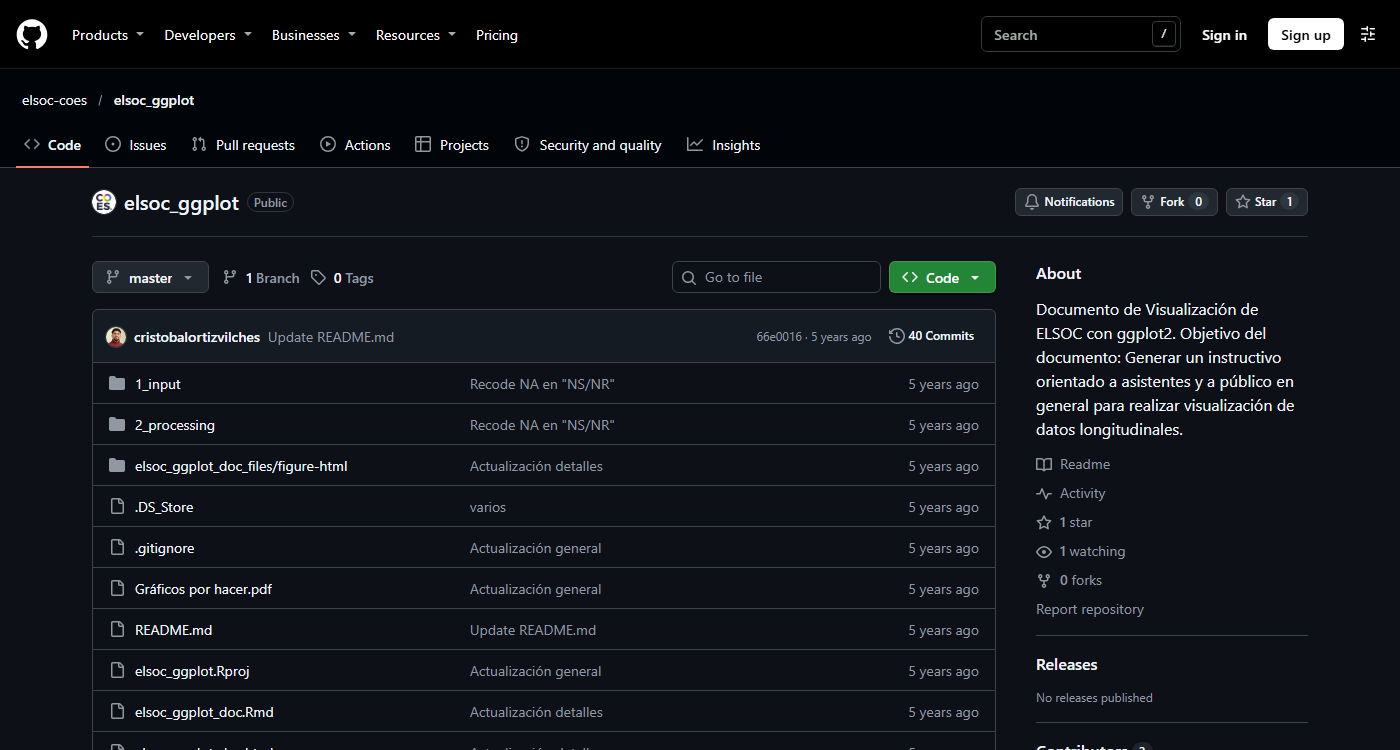 Products Developers Businesses Resources Pricing Search / Sign in Sign up
elsoc-coes / elsoc_ggplot
Code Issues Pull requests Actions Projects Security and quality Insights
COES elsoc_ggplot Public Notifications Fork 0 Star 1
master 1 Branch 0 Tags Go to file Code
cristobalortizvilches Update README.md 66e0016 · 5 years ago 40 Commits
1_input Recode NA en "NS/NR" 5 years ago
2_processing Recode NA en "NS/NR" 5 years ago
elsoc_ggplot_doc_files/figure-html Actualización detalles 5 years ago
.DS_Store varios 5 years ago
.gitignore Actualización general 5 years ago
Gráficos por hacer.pdf Actualización general 5 years ago
README.md Update README.md 5 years ago
elsoc_ggplot.Rproj Actualización general 5 years ago
elsoc_ggplot_doc.Rmd Actualización detalles 5 years ago
About
Documento de Visualización de
ELSOC con ggplot2. Objetivo del
documento: Generar un instructivo
orientado a asistentes y a público en
general para realizar visualización de
datos longitudinales.
Readme
Activity
1 star
1 watching
0 forks
Report repository
Releases
No releases published
Contributors